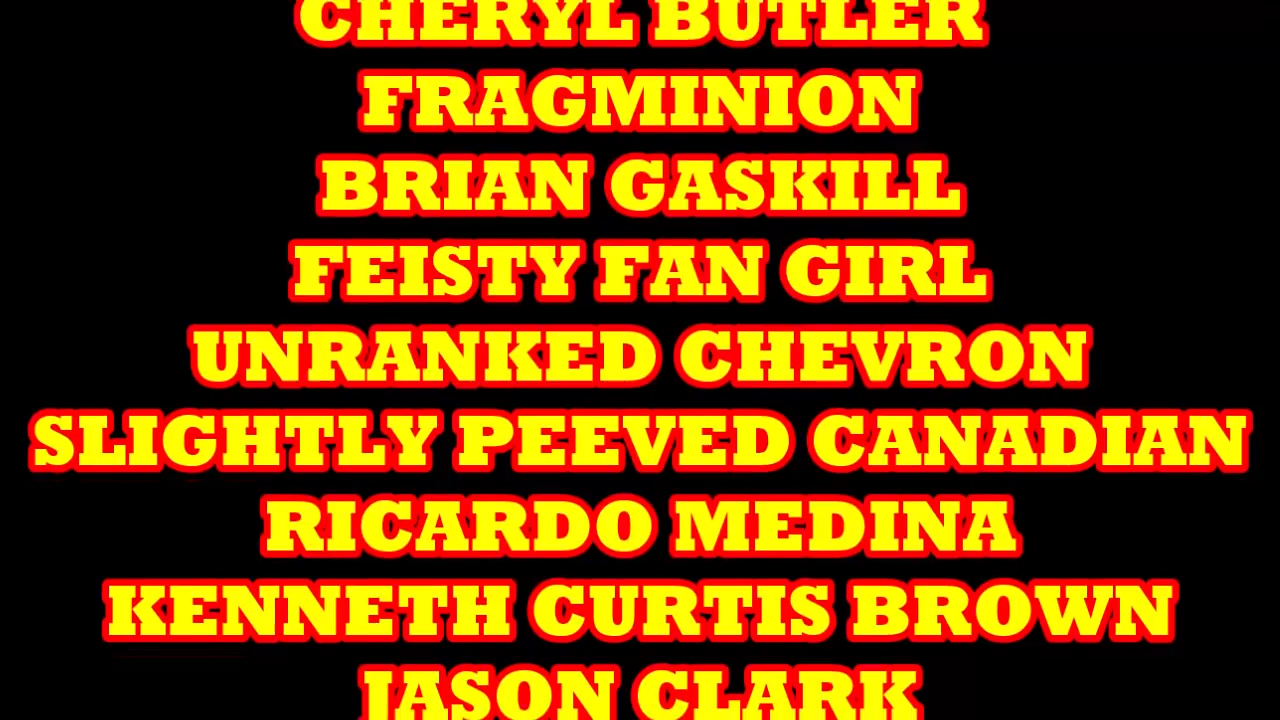 CHERYL BUTLER
FRAGMINION
BRIAN GASKILL
FEISTY FAN GIRL
UNRANKED CHEVRON
SLIGHTLY PEEVED CANADIAN
RICARDO MEDINA
KENNETH CURTIS BROWN
JASON CLARK